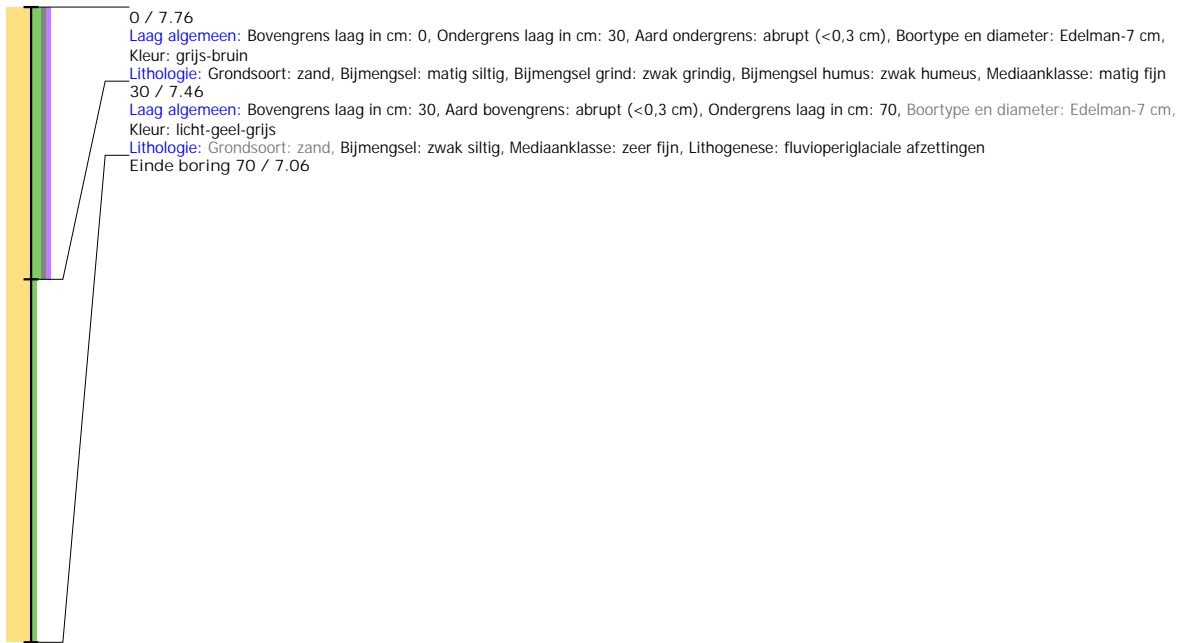 0 / 7.76
Laag algemeen: Bovengrens laag in cm: 0, Ondergrens laag in cm: 30, Aard ondergrens: abrupt (<0,3 cm), Boortype en diameter: Edelman-7 cm,
Kleur: grijs-bruin
Lithologie: Grondsoort: zand, Bijmengsel: matig siltig, Bijmengsel grind: zwak grindig, Bijmengsel humus: zwak humeus, Mediaanklasse: matig fijn
30 / 7.46
Laag algemeen: Bovengrens laag in cm: 30, Aard bovengrens: abrupt (<0,3 cm), Ondergrens laag in cm: 70, Boortype en diameter: Edelman-7 cm,
Kleur: licht-geel-grijs
Lithologie: Grondsoort: zand, Bijmengsel: zwak siltig, Mediaanklasse: zeer fijn, Lithogenese: fluvioperiglaciale afzettingen
Einde boring 70 / 7.06